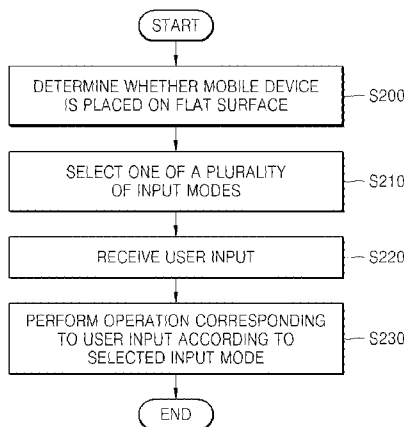 START
DETERMINE WHETHER MOBILE DEVICE
IS PLACED ON FLAT SURFACE
S200
SELECT ONE OF A PLURALITY
OF INPUT MODES
S210
RECEIVE USER INPUT
S220
PERFORM OPERATION CORRESPONDING
TO USER INPUT ACCORDING TO
SELECTED INPUT MODE
S230
END